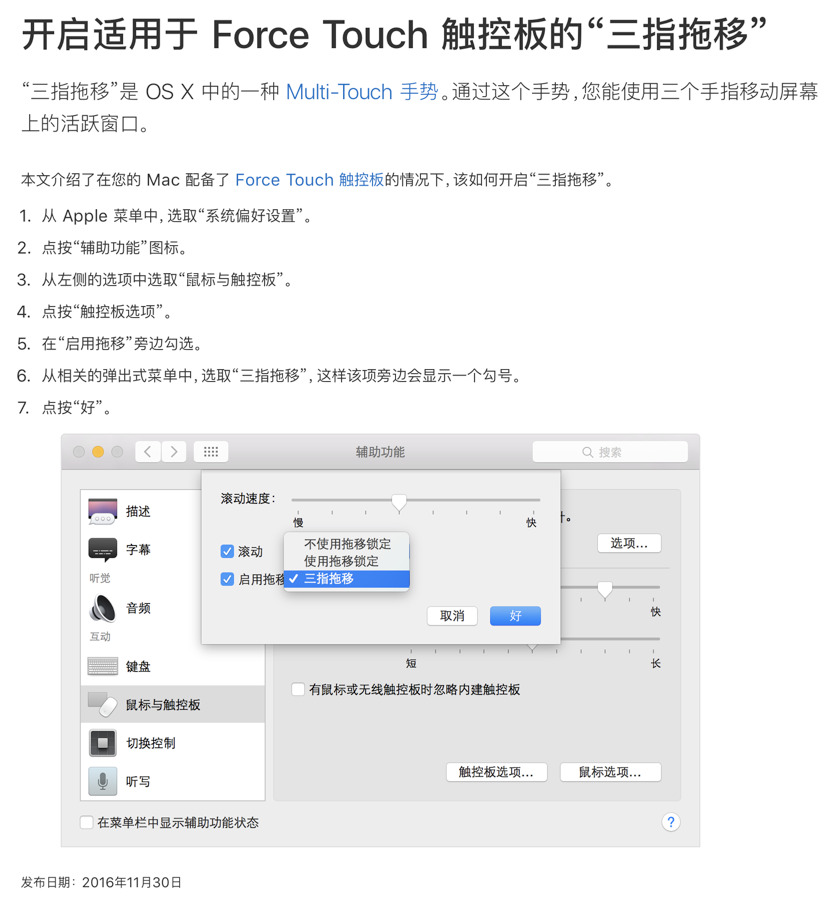 开启适用于 Force Touch 触控板的“三指拖移”
“三指拖移”是 OS X 中的一种 Multi-Touch 手势。通过这个手势,您能使用三个手指移动屏幕
上的活跃窗口。
本文介绍了在您的 Mac 配备了 Force Touch 触控板的情况下,该如何开启“三指拖移”。
1. 从 Apple 菜单中,选取“系统偏好设置”。
2. 点按“辅助功能”图标。
3. 从左侧的选项中选取“鼠标与触控板”。
4. 点按“触控板选项”。
5. 在“启用拖移”旁边勾选。
6. 从相关的弹出式菜单中,选取“三指拖移”,这样该项旁边会显示一个勾号。
7. 点按“好”。
辅助功能
搜索
描述
字幕
听觉
音频
互动
键盘
鼠标与触控板
切换控制
听写
滚动速度：
慢
快
滚动
不使用拖移锁定
使用拖移锁定
启用拖移
✓ 三指拖移
取消
好
选项...
快
短
长
有鼠标或无线触控板时忽略内建触控板
触控板选项...
鼠标选项...
在菜单栏中显示辅助功能状态
?
发布日期：2016年11月30日